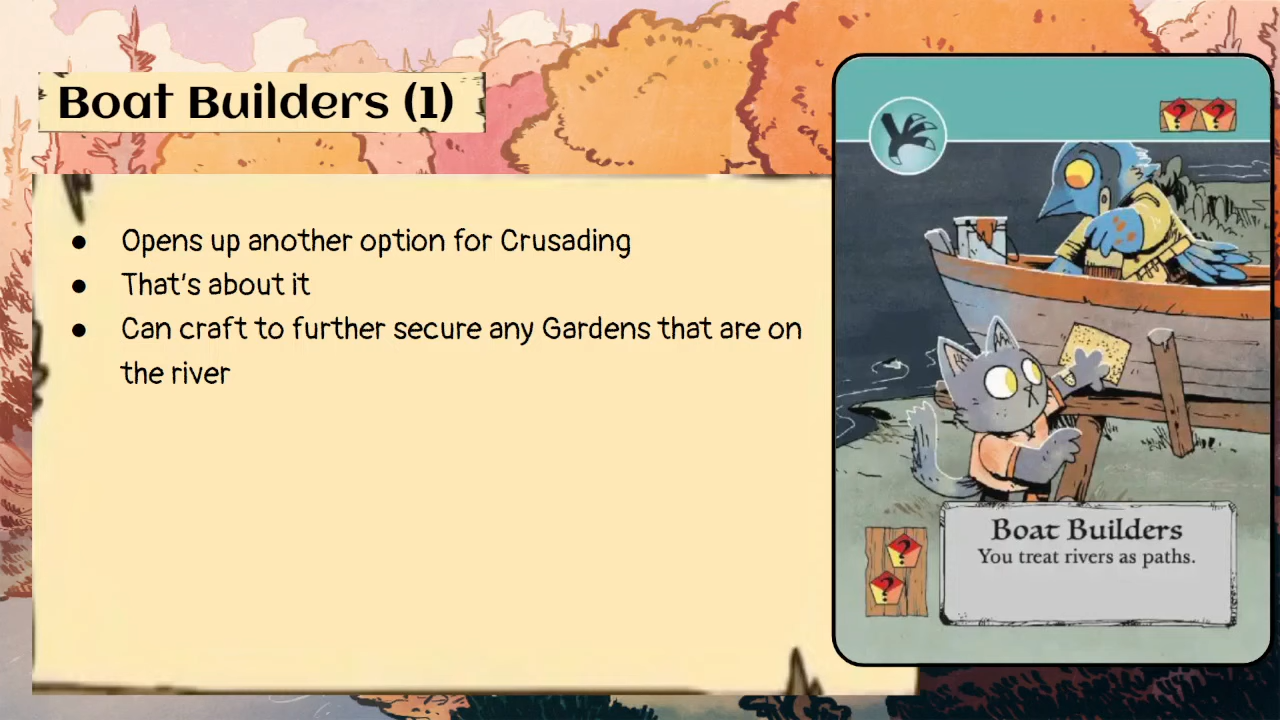 Boat Builders (1)
● Opens up another option for Crusading
● That's about it
● Can craft to further secure any Gardens that are on
the river
? ?
?
?
Boat Builders
You treat rivers as paths.